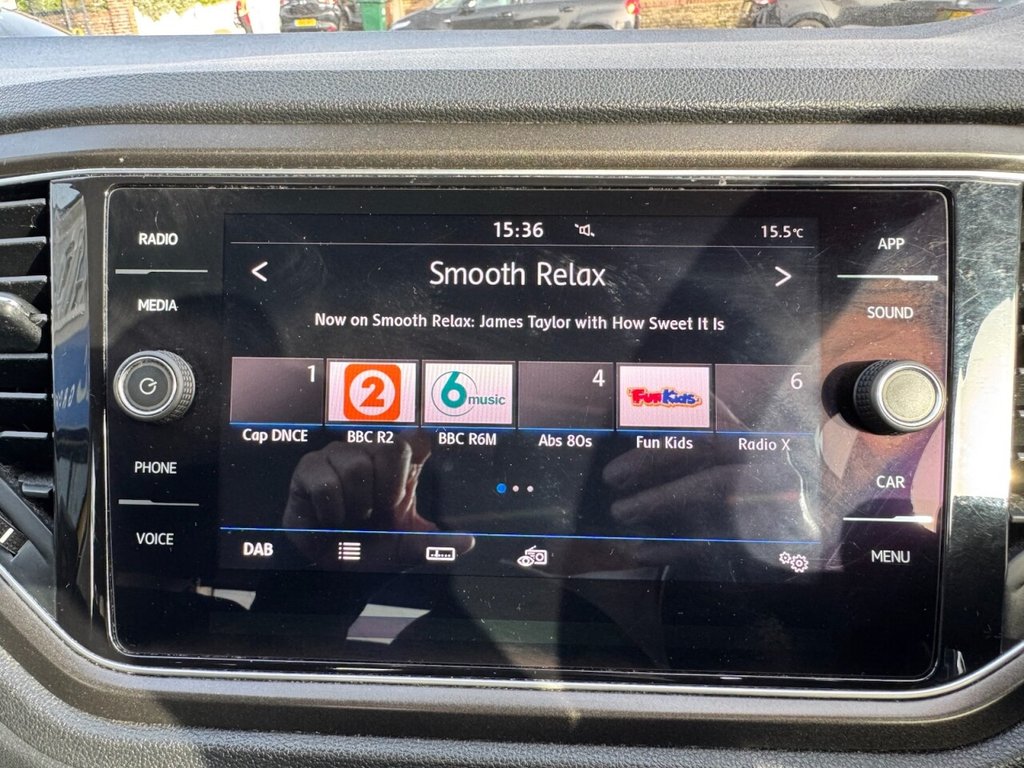 15:36
15.5°C
RADIO
MEDIA
PHONE
VOICE
< Smooth Relax >
Now on Smooth Relax: James Taylor with How Sweet It Is
1
2
6 music
4
Fun Kids
6
Cap DNCE
BBC R2
BBC R6M
Abs 80s
Fun Kids
Radio X
DAB
APP
SOUND
CAR
MENU